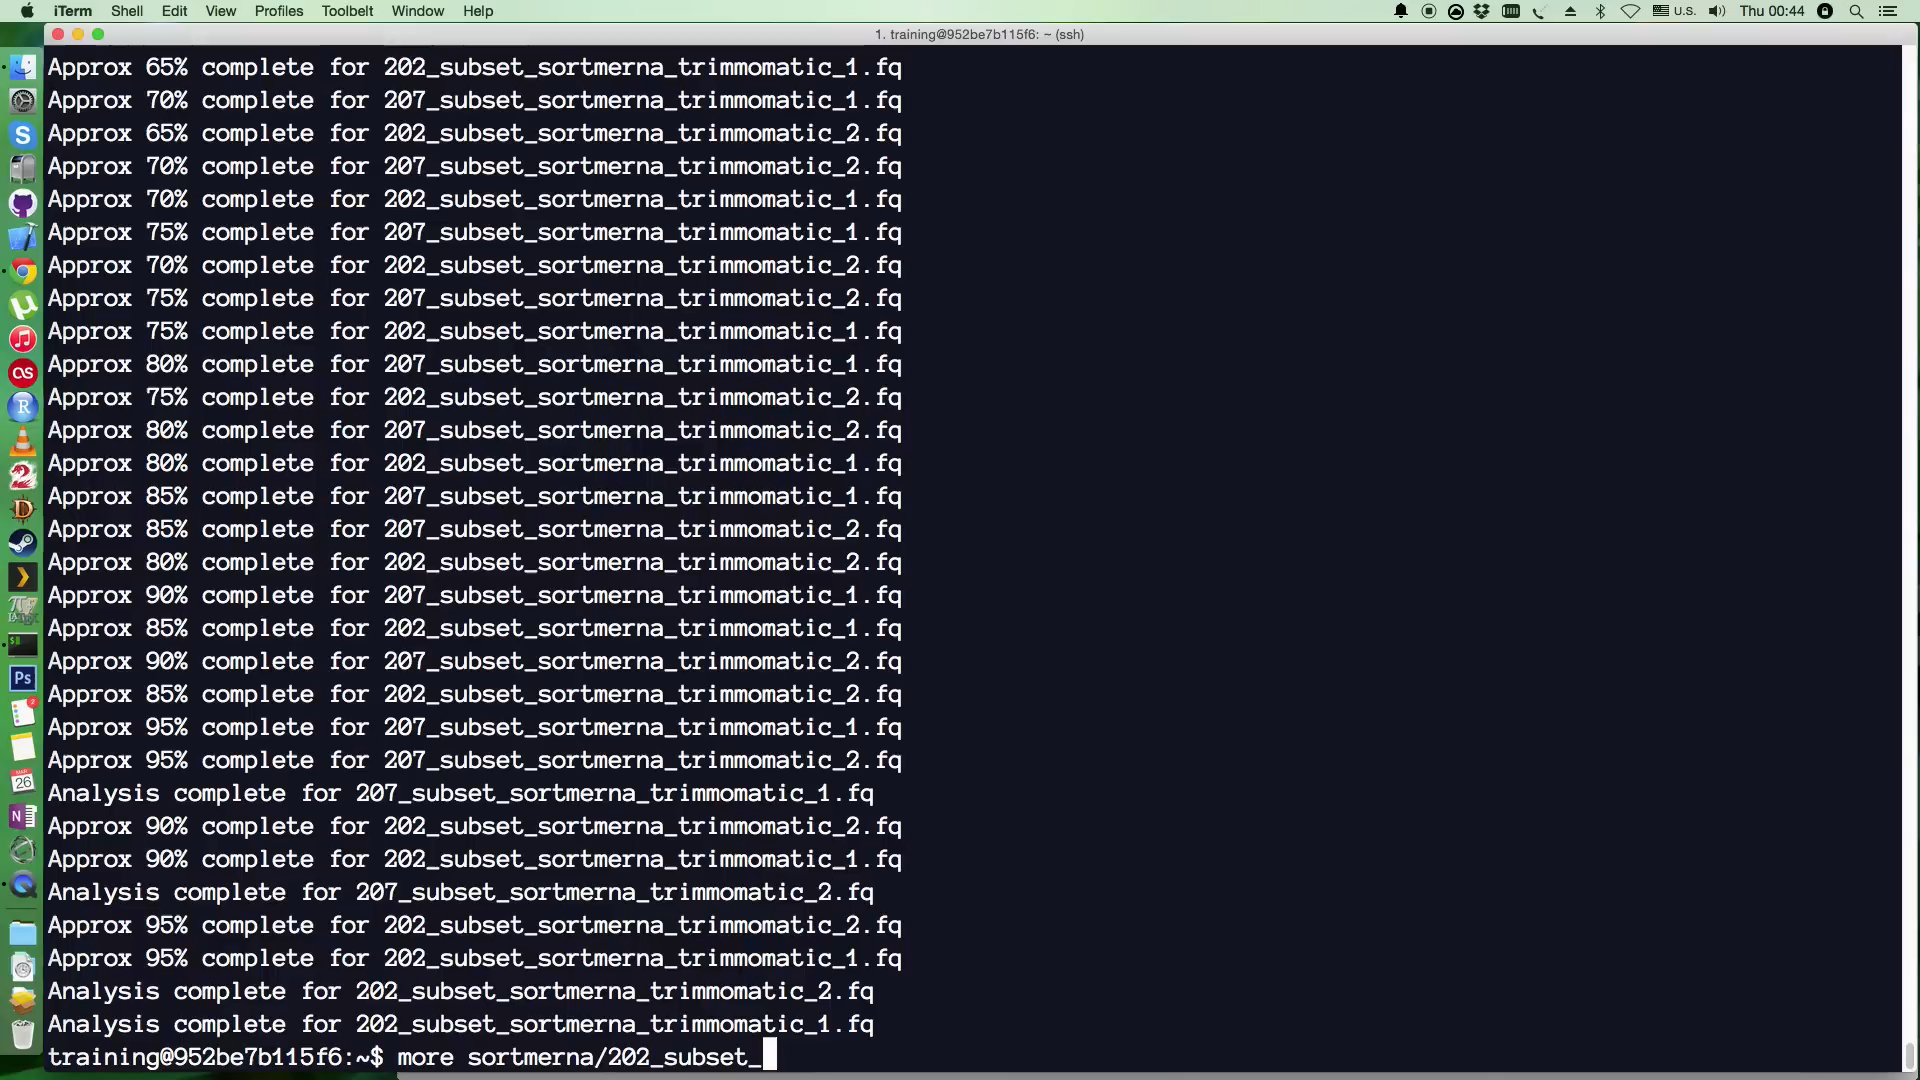 iTerm Shell Edit View Profiles Toolbelt Window Help U.S. Thu 00:44
1. training@952be7b115f6: ~ (ssh)
Approx 65% complete for 202_subset_sortmerna_trimmomatic_1.fq
Approx 70% complete for 207_subset_sortmerna_trimmomatic_1.fq
Approx 65% complete for 202_subset_sortmerna_trimmomatic_2.fq
Approx 70% complete for 207_subset_sortmerna_trimmomatic_2.fq
Approx 70% complete for 202_subset_sortmerna_trimmomatic_1.fq
Approx 75% complete for 207_subset_sortmerna_trimmomatic_1.fq
Approx 70% complete for 202_subset_sortmerna_trimmomatic_2.fq
Approx 75% complete for 207_subset_sortmerna_trimmomatic_2.fq
Approx 75% complete for 202_subset_sortmerna_trimmomatic_1.fq
Approx 80% complete for 207_subset_sortmerna_trimmomatic_1.fq
Approx 75% complete for 202_subset_sortmerna_trimmomatic_2.fq
Approx 80% complete for 207_subset_sortmerna_trimmomatic_2.fq
Approx 80% complete for 202_subset_sortmerna_trimmomatic_1.fq
Approx 85% complete for 207_subset_sortmerna_trimmomatic_1.fq
Approx 85% complete for 207_subset_sortmerna_trimmomatic_2.fq
Approx 80% complete for 202_subset_sortmerna_trimmomatic_2.fq
Approx 90% complete for 207_subset_sortmerna_trimmomatic_1.fq
Approx 85% complete for 202_subset_sortmerna_trimmomatic_1.fq
Approx 90% complete for 207_subset_sortmerna_trimmomatic_2.fq
Approx 85% complete for 202_subset_sortmerna_trimmomatic_2.fq
Approx 95% complete for 207_subset_sortmerna_trimmomatic_1.fq
Approx 95% complete for 207_subset_sortmerna_trimmomatic_2.fq
Analysis complete for 207_subset_sortmerna_trimmomatic_1.fq
Approx 90% complete for 202_subset_sortmerna_trimmomatic_2.fq
Approx 90% complete for 202_subset_sortmerna_trimmomatic_1.fq
Analysis complete for 207_subset_sortmerna_trimmomatic_2.fq
Approx 95% complete for 202_subset_sortmerna_trimmomatic_2.fq
Approx 95% complete for 202_subset_sortmerna_trimmomatic_1.fq
Analysis complete for 202_subset_sortmerna_trimmomatic_2.fq
Analysis complete for 202_subset_sortmerna_trimmomatic_1.fq
training@952be7b115f6:~$ more sortmerna/202_subset_